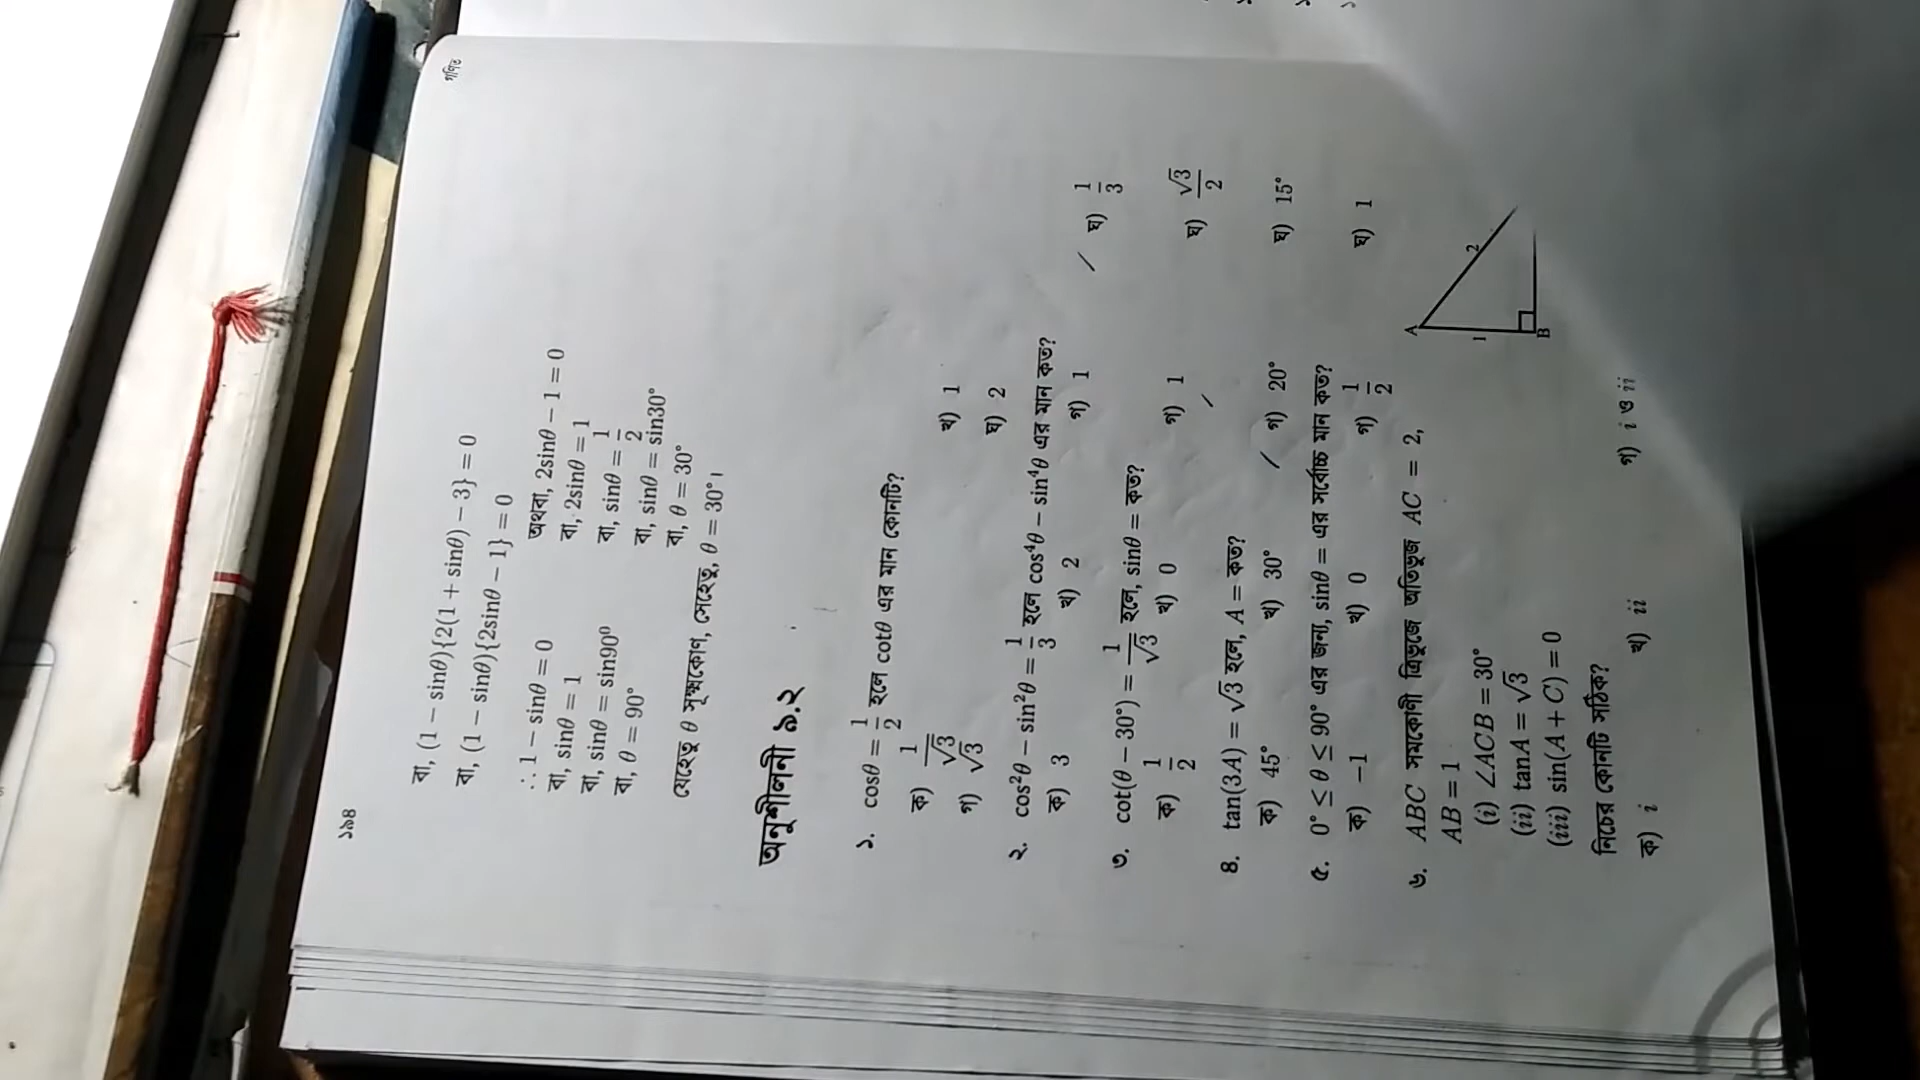 ১৯৪
গণিত
বা, (1 − sinθ){2(1 + sinθ) − 3} = 0
বা, (1 − sinθ){2sinθ − 1} = 0
∴ 1 − sinθ = 0 অথবা, 2sinθ − 1 = 0
বা, sinθ = 1 বা, 2sinθ = 1
বা, sinθ = sin90⁰ বা, sinθ = 1/2
বা, θ = 90° বা, sinθ = sin30°
বা, θ = 30°
যেহেতু θ সূক্ষ্মকোণ, সেহেতু, θ = 30°।
অনুশীলনী ৯.২
১. cosθ = 1/2 হলে cotθ এর মান কোনটি?
ক) 1/√3 খ) 1
গ) √3 ঘ) 2
২. cos²θ − sin²θ = 1/3 হলে cos⁴θ − sin⁴θ এর মান কত?
ক) 3 খ) 2 গ) 1 ঘ) 1/3
৩. cot(θ − 30°) = 1/√3 হলে, sinθ = কত?
ক) 1/2 খ) 0 গ) 1 ঘ) √3/2
৪. tan(3A) = √3 হলে, A = কত?
ক) 45° খ) 30° গ) 20° ঘ) 15°
৫. 0° ≤ θ ≤ 90° এর জন্য, sinθ = এর সর্বোচ্চ মান কত?
ক) −1 খ) 0 গ) 1/2 ঘ) 1
৬. ABC সমকোণী ত্রিভুজে অতিভুজ AC = 2,
AB = 1
(i) ∠ACB = 30°
(ii) tanA = √3
(iii) sin(A + C) = 0
A
1
2
B
নিচের কোনটি সঠিক?
ক) i খ) ii গ) i ও ii